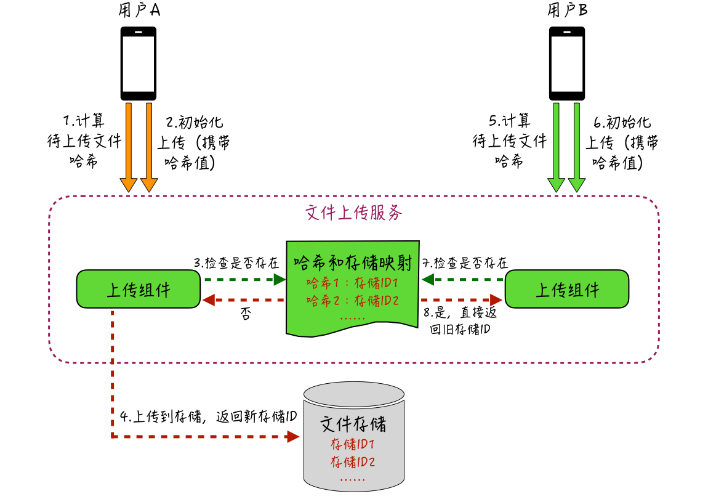 用户A
用户B
1.计算
待上传文件
哈希
2.初始化
上传（携带
哈希值)
5.计算
待上传文件
哈希
6.初始化
上传（携带
哈希值)
文件上传服务
上传组件
3.检查是否存在
否
哈希和存储映射
哈希1：存储ID1
哈希2：存储ID2
......
7.检查是否存在
8.是，直接返
回旧存储ID
上传组件
4.上传到存储，返回新存储ID
文件存储
存储ID1
存储ID2
......